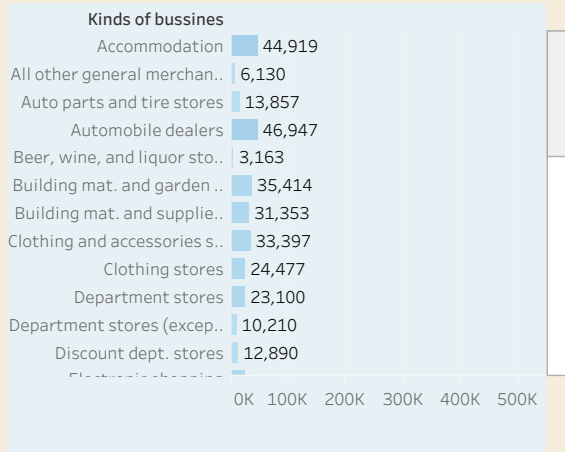 Kinds of bussines
Accommodation 44,919
All other general merchan.. 6,130
Auto parts and tire stores 13,857
Automobile dealers 46,947
Beer, wine, and liquor sto.. 3,163
Building mat. and garden .. 35,414
Building mat. and supplie.. 31,353
Clothing and accessories s.. 33,397
Clothing stores 24,477
Department stores 23,100
Department stores (excep.. 10,210
Discount dept. stores 12,890
Electronic shopping
0K 100K 200K 300K 400K 500K